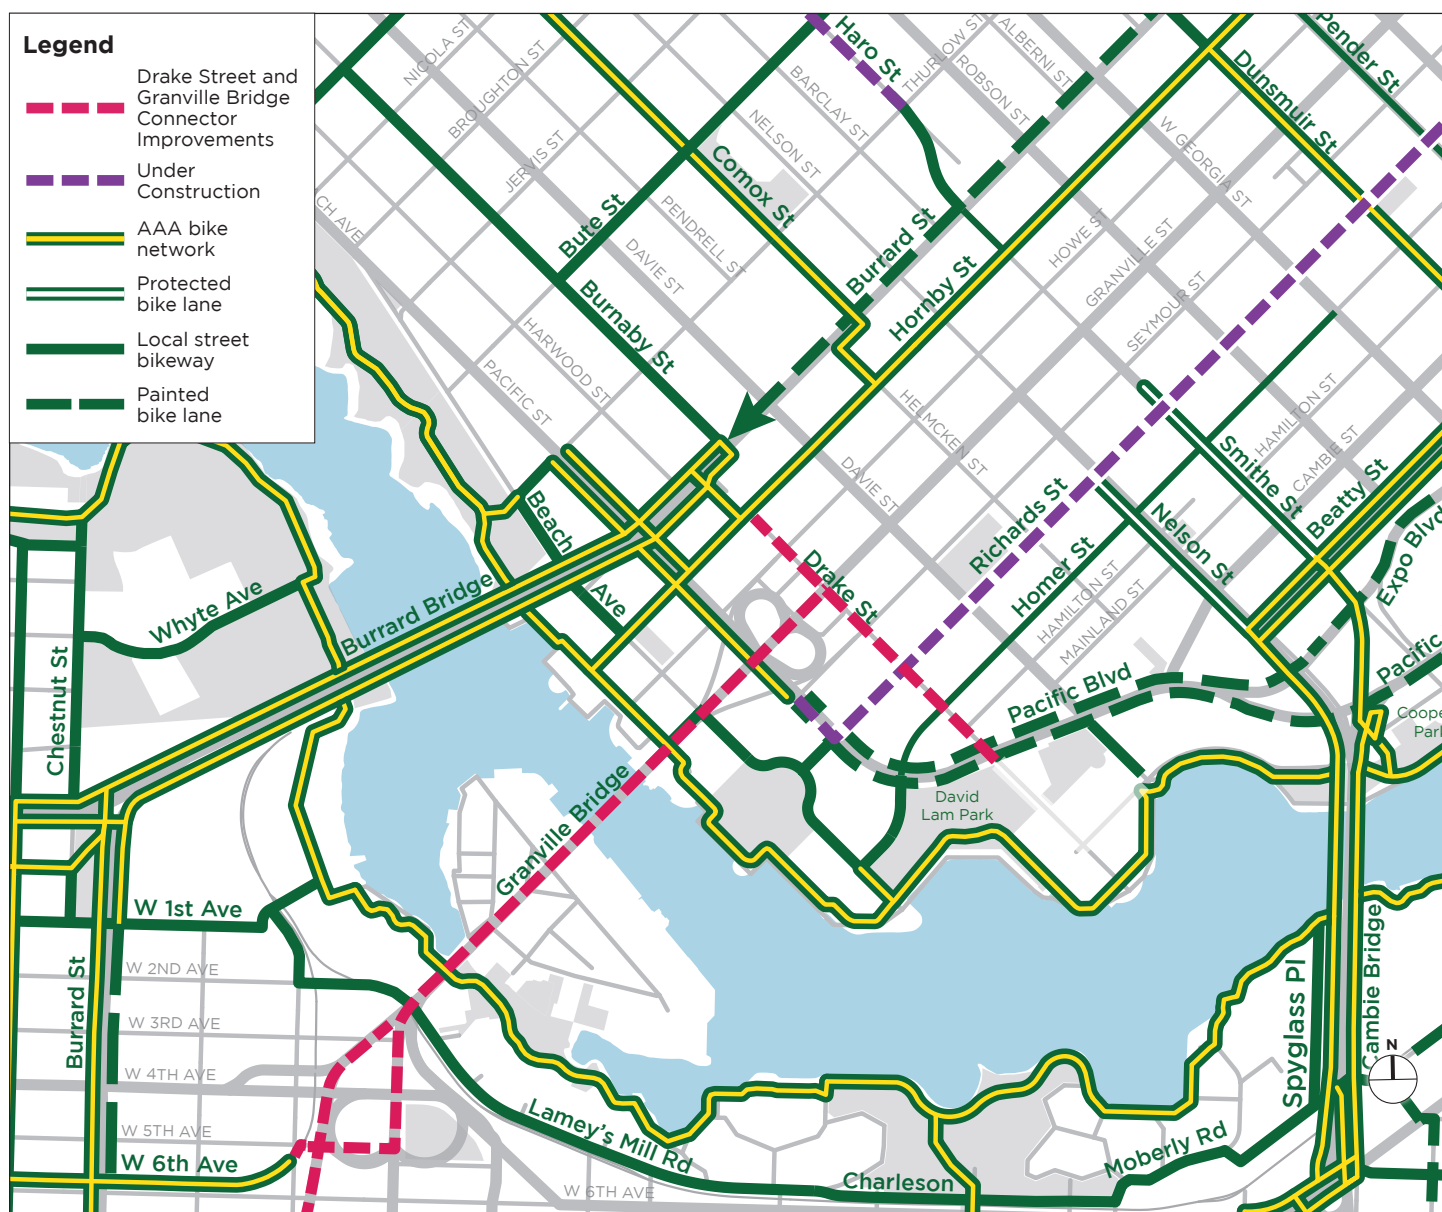 Legend
Drake Street and
Granville Bridge
Connector
Improvements
Under
Construction
AAA bike
network
Protected
bike lane
Local street
bikeway
Painted
bike lane
NICOLA ST
BROUGHTON ST
JERVIS ST
Haro St
THURLOW ST
ALBERNI ST
ROBSON ST
BARCLAY ST
NELSON ST
Pender St
Dunsmuir St
W GEORGIA ST
Comox St
Bute St
PENDRELL ST
DAVIE ST
CH AVE
Burrard St
Hornby St
HOWE ST
GRANVILLE ST
SEYMOUR ST
Burnaby St
HARWOOD ST
PACIFIC ST
HELMCKEN ST
DAVIE ST
HAMILTON ST
CAMBIE ST
Smithe St
Beatty St
Expo Blvd
Richards St
Nelson St
Homer St
HAMILTON ST
MAINLAND ST
Beach
Ave
Drake St
Whyte Ave
Burrard Bridge
Chestnut St
Pacific Blvd
Pacific
Coope
Park
David
Lam Park
Granville Bridge
W 1st Ave
Burrard St
W 2ND AVE
W 3RD AVE
W 4TH AVE
W 5TH AVE
W 6th Ave
W 6TH AVE
Lamey's Mill Rd
Charleson
Moberly Rd
Spyglass Pl
Cambie Bridge
N